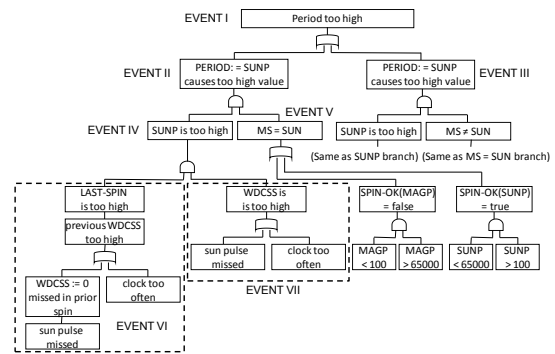 EVENT I
Period too high
EVENT II
PERIOD: = SUNP
causes too high value
PERIOD: = SUNP
causes too high value
EVENT III
EVENT V
EVENT IV
SUNP is too high
MS = SUN
SUNP is too high
MS ≠ SUN
(Same as SUNP branch)
(Same as MS = SUN branch)
LAST-SPIN
is too high
WDCSS is
is too high
SPIN-OK(MAGP)
= false
SPIN-OK(SUNP)
= true
previous WDCSS
too high
sun pulse
missed
clock too
often
MAGP
< 100
MAGP
> 65000
SUNP
< 65000
SUNP
> 100
WDCSS := 0
missed in prior
spin
clock too
often
EVENT VII
sun pulse
missed
EVENT VI